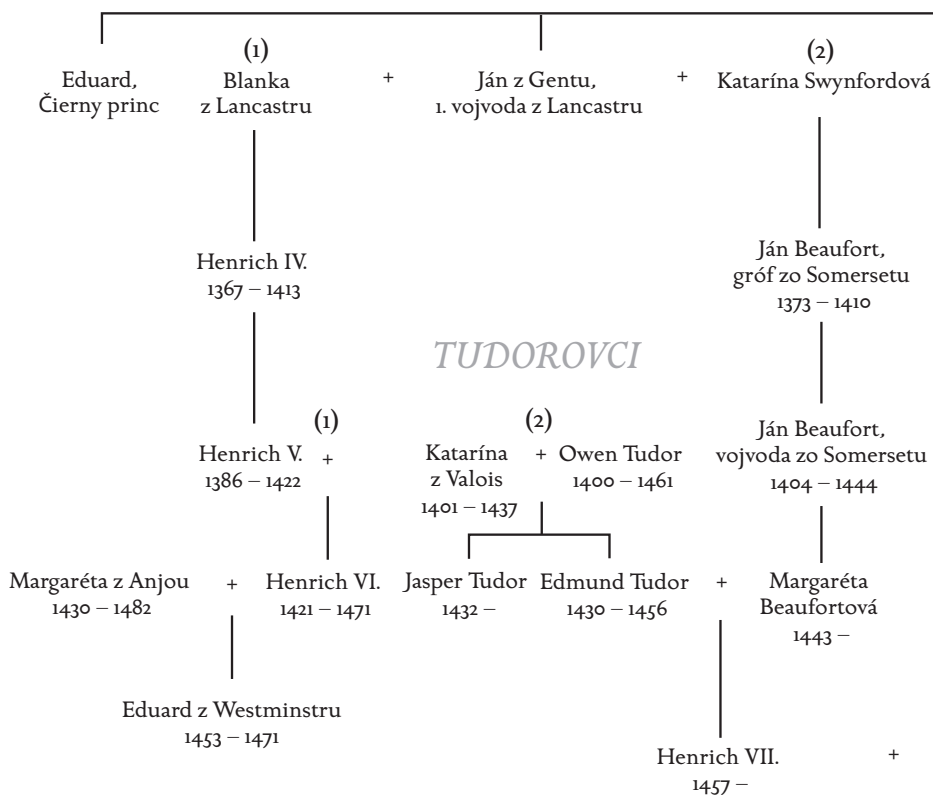 (1)
(2)
Eduard,
Čierny princ
Blanka
z Lancastru
+
Ján z Gentu,
1. vojvoda z Lancastru
+
Katarína Swynfordová
Henrich IV.
1367 – 1413
Ján Beaufort,
gróf zo Somersetu
1373 – 1410
TUDOROVCI
(1)
(2)
Henrich V.
1386 – 1422
+
Katarína
z Valois
1401 – 1437
+
Owen Tudor
1400 – 1461
Ján Beaufort,
vojvoda zo Somersetu
1404 – 1444
Margaréta z Anjou
1430 – 1482
+
Henrich VI.
1421 – 1471
Jasper Tudor
1432 –
Edmund Tudor
1430 – 1456
+
Margaréta
Beaufortová
1443 –
Eduard z Westminstru
1453 – 1471
Henrich VII.
1457 –
+